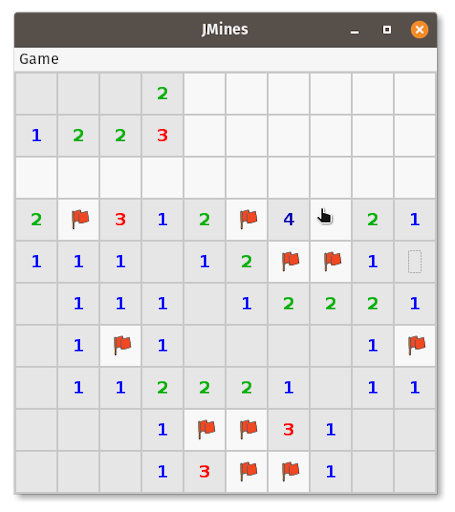 JMines
Game
2
1 2 2 3
2 3 1 2 4 2 1
1 1 1 1 2 1
1 1 1 1 2 2 2 1
1 1 1
1 1 2 2 2 1 1 1
1 3 1
1 3 1